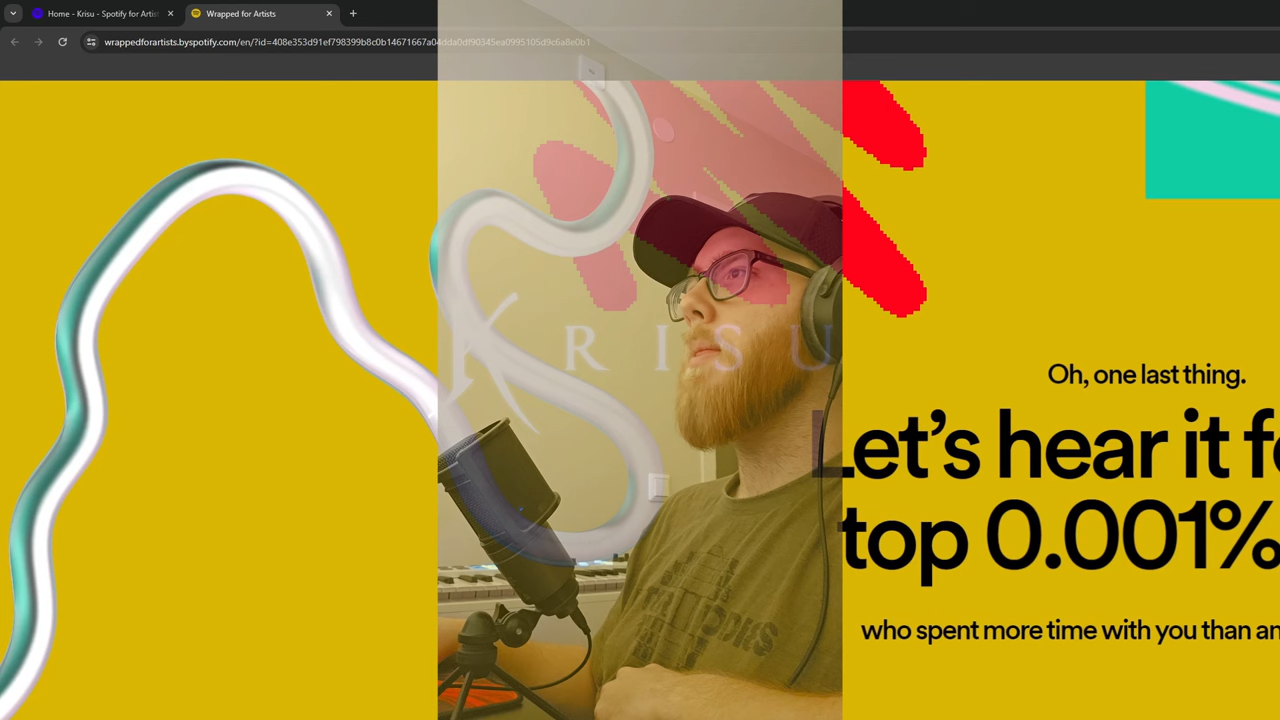 Home - Krisu - Spotify for Artis
Wrapped for Artists
wrappedforartists.byspotify.com/en/?id=
KRISU
Oh, one last thing.
Let's hear it f
top 0.001%
who spent more time with you than an